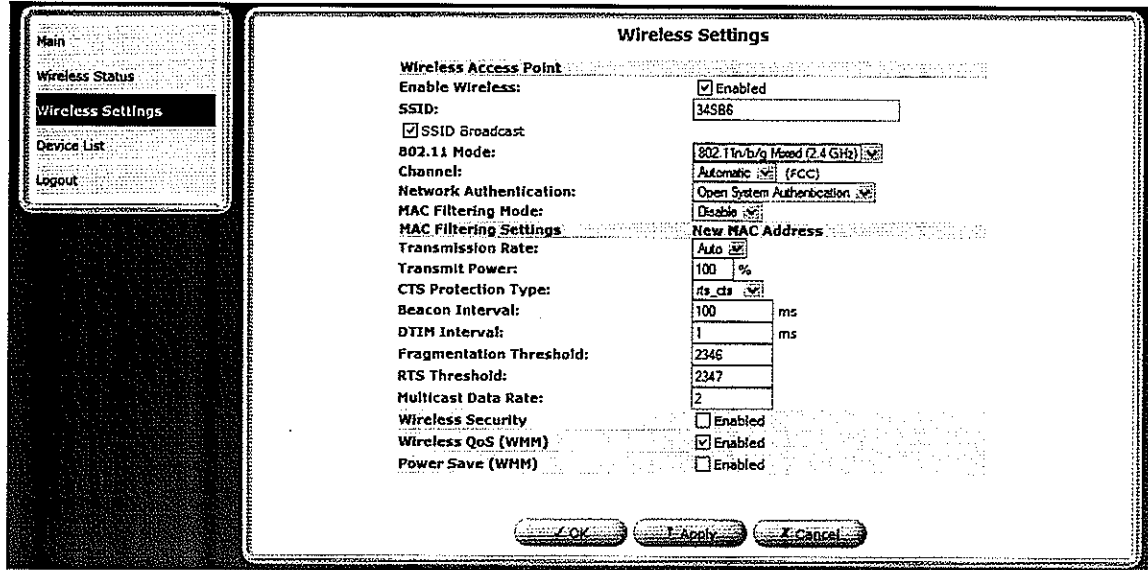 Main
Wireless Status
Wireless Settings
Device List
Logout
Wireless Settings
Wireless Access Point
Enable Wireless: Enabled
SSID: 34SB6
SSID Broadcast
802.11 Mode: 802.11n/b/g Mixed (2.4 GHz)
Channel: Automatic (FCC)
Network Authentication: Open System Authentication
MAC Filtering Mode: Disable
MAC Filtering Settings New MAC Address
Transmission Rate: Auto
Transmit Power: 100 %
CTS Protection Type: rts_cts
Beacon Interval: 100 ms
DTIM Interval: 1 ms
Fragmentation Threshold: 2346
RTS Threshold: 2347
Multicast Data Rate: 2
Wireless Security Enabled
Wireless QoS (WMM) Enabled
Power Save (WMM) Enabled
OK Apply Cancel